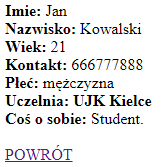 Imie: Jan
Nazwisko: Kowalski
Wiek: 21
Kontakt: 666777888
Płeć: mężczyzna
Uczelnia: UJK Kielce
Coś o sobie: Student.
POWRÓT